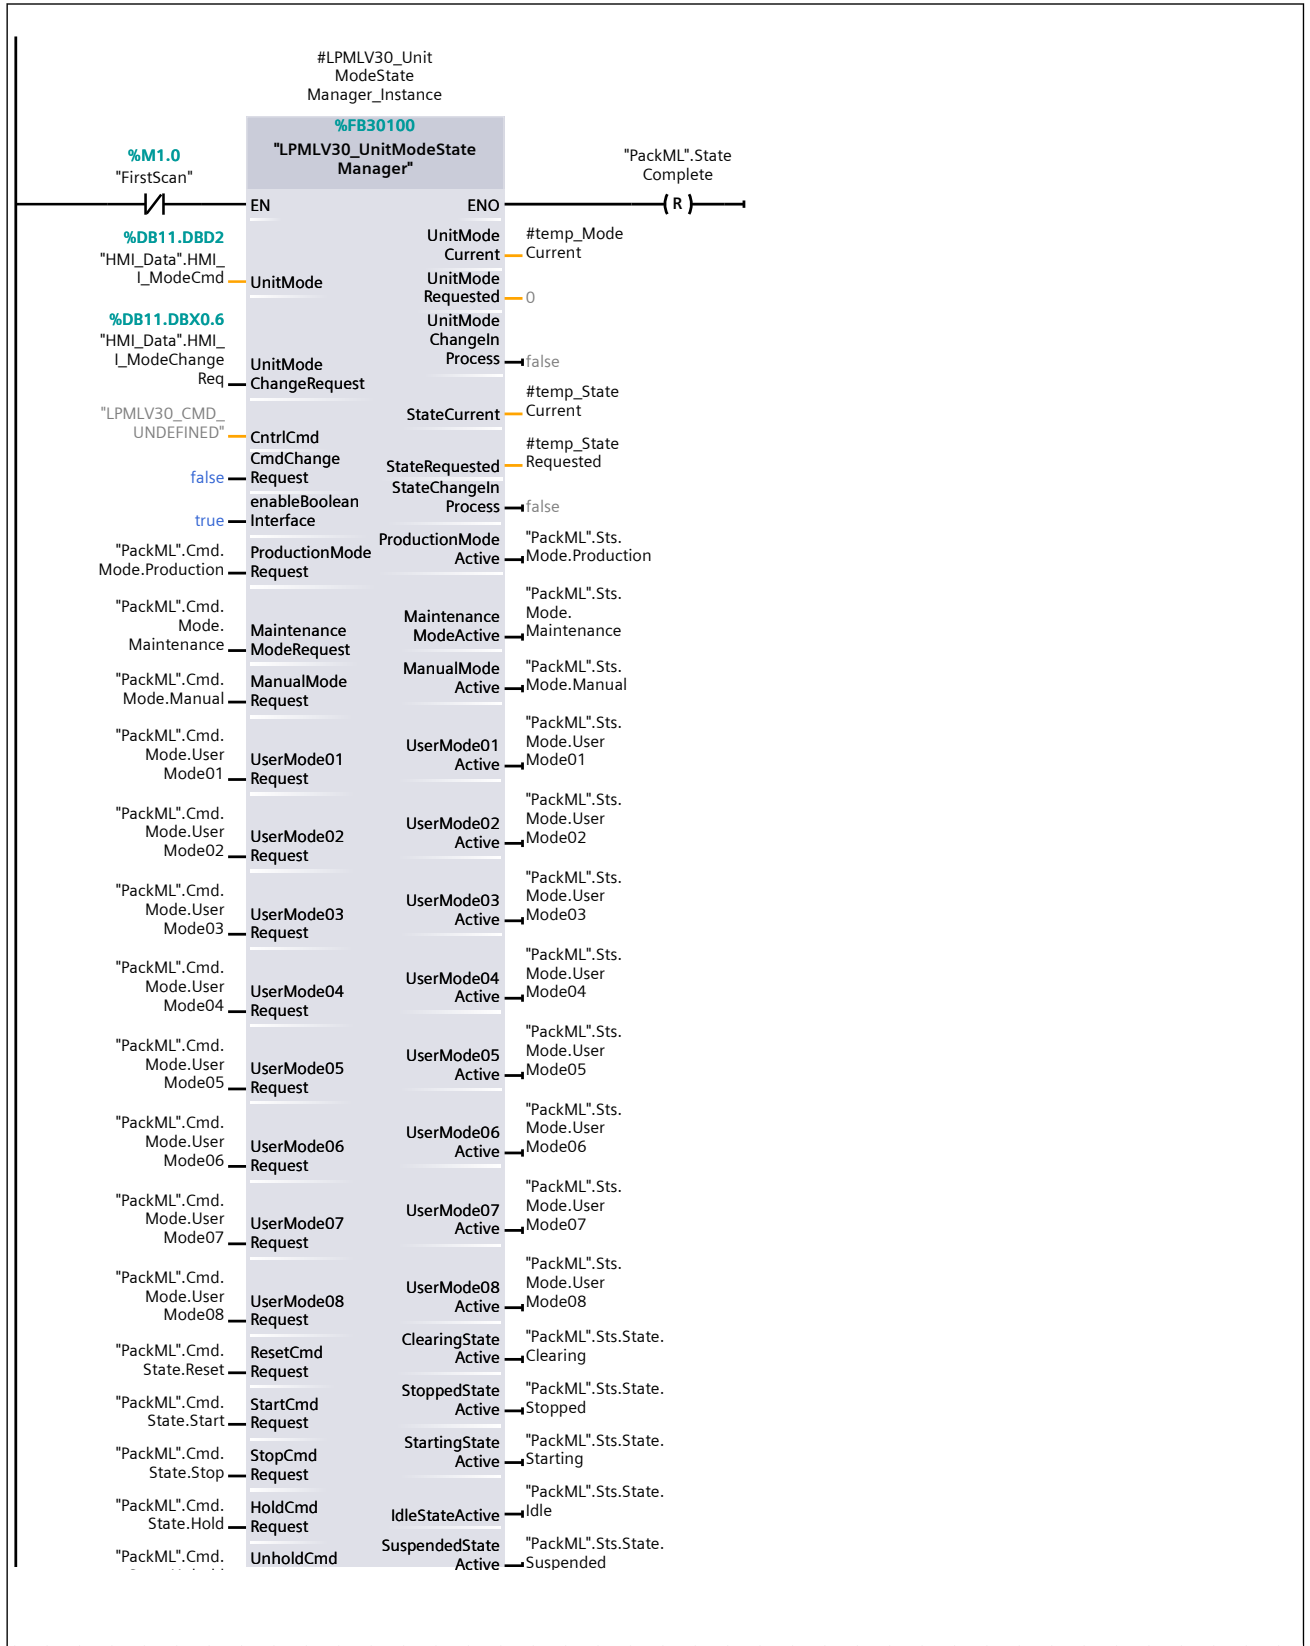 #LPMLV30_Unit
ModeState
Manager_Instance
%FB30100
"LPMLV30_UnitModeState
Manager"
%M1.0
"FirstScan"
"PackML".State
Complete
EN
ENO
R
%DB11.DBD2
"HMI_Data".HMI_
I_ModeCmd
UnitMode
UnitMode
Current
#temp_Mode
Current
UnitMode
Requested
0
%DB11.DBX0.6
"HMI_Data".HMI_
I_ModeChange
Req
UnitMode
ChangeRequest
UnitMode
ChangeIn
Process
false
"LPMLV30_CMD_
UNDEFINED"
CntrlCmd
StateCurrent
#temp_State
Current
false
CmdChange
Request
StateRequested
#temp_State
Requested
true
enableBoolean
Interface
StateChangeIn
Process
false
"PackML".Cmd.
Mode.Production
ProductionMode
Request
ProductionMode
Active
"PackML".Sts.
Mode.Production
"PackML".Cmd.
Mode.
Maintenance
Maintenance
ModeRequest
Maintenance
ModeActive
"PackML".Sts.
Mode.
Maintenance
"PackML".Cmd.
Mode.Manual
ManualMode
Request
ManualMode
Active
"PackML".Sts.
Mode.Manual
"PackML".Cmd.
Mode.User
Mode01
UserMode01
Request
UserMode01
Active
"PackML".Sts.
Mode.User
Mode01
"PackML".Cmd.
Mode.User
Mode02
UserMode02
Request
UserMode02
Active
"PackML".Sts.
Mode.User
Mode02
"PackML".Cmd.
Mode.User
Mode03
UserMode03
Request
UserMode03
Active
"PackML".Sts.
Mode.User
Mode03
"PackML".Cmd.
Mode.User
Mode04
UserMode04
Request
UserMode04
Active
"PackML".Sts.
Mode.User
Mode04
"PackML".Cmd.
Mode.User
Mode05
UserMode05
Request
UserMode05
Active
"PackML".Sts.
Mode.User
Mode05
"PackML".Cmd.
Mode.User
Mode06
UserMode06
Request
UserMode06
Active
"PackML".Sts.
Mode.User
Mode06
"PackML".Cmd.
Mode.User
Mode07
UserMode07
Request
UserMode07
Active
"PackML".Sts.
Mode.User
Mode07
"PackML".Cmd.
Mode.User
Mode08
UserMode08
Request
UserMode08
Active
"PackML".Sts.
Mode.User
Mode08
"PackML".Cmd.
State.Reset
ResetCmd
Request
ClearingState
Active
"PackML".Sts.State.
Clearing
"PackML".Cmd.
State.Start
StartCmd
Request
StoppedState
Active
"PackML".Sts.State.
Stopped
"PackML".Cmd.
State.Stop
StopCmd
Request
StartingState
Active
"PackML".Sts.State.
Starting
"PackML".Cmd.
State.Hold
HoldCmd
Request
IdleStateActive
"PackML".Sts.State.
Idle
"PackML".Cmd.
UnholdCmd
SuspendedState
Active
"PackML".Sts.State.
Suspended